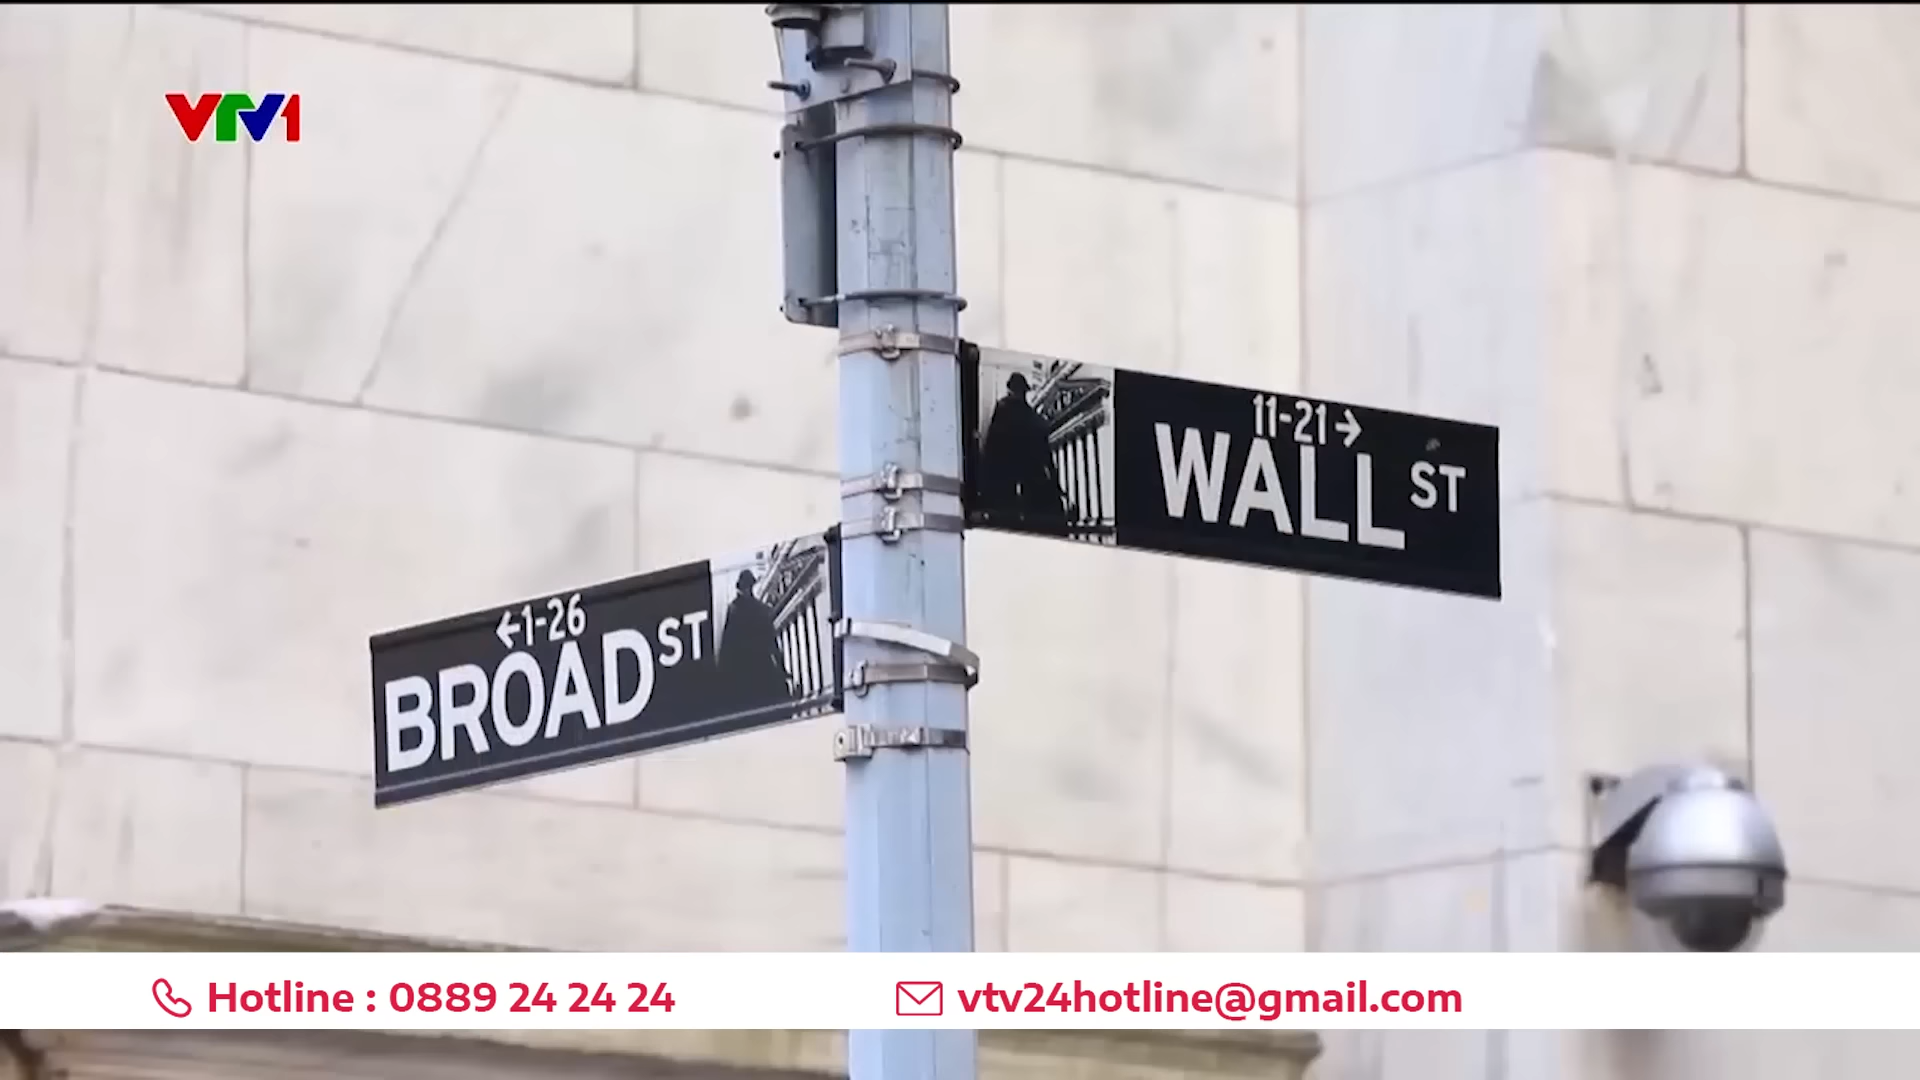 VTV1
11-21→
WALL ST
←1-26
BROAD ST
Hotline : 0889 24 24 24
vtv24hotline@gmail.com